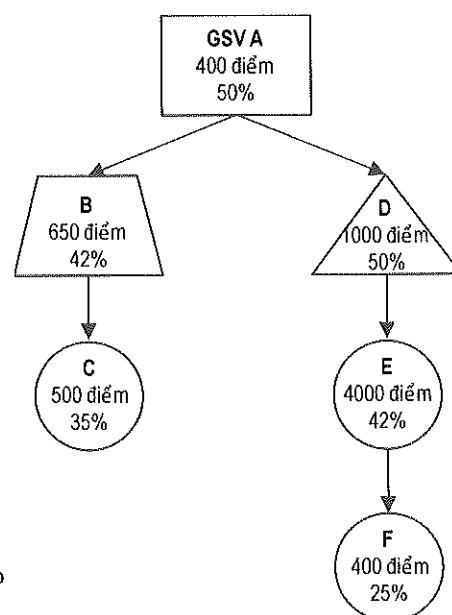 GSV A
400 điểm
50%
B
650 điểm
42%
D
1000 điểm
50%
C
500 điểm
35%
E
4000 điểm
42%
F
400 điểm
25%